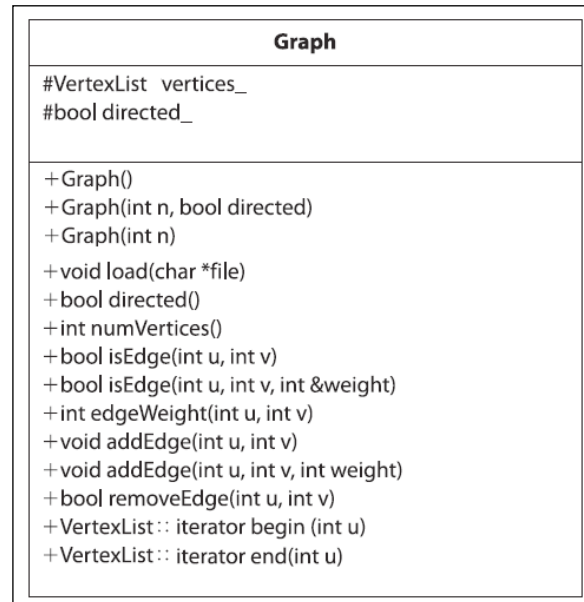 Graph
#VertexList vertices_
#bool directed_
+Graph()
+Graph(int n, bool directed)
+Graph(int n)
+void load(char *file)
+bool directed()
+int numVertices()
+bool isEdge(int u, int v)
+bool isEdge(int u, int v, int &weight)
+int edgeWeight(int u, int v)
+void addEdge(int u, int v)
+void addEdge(int u, int v, int weight)
+bool removeEdge(int u, int v)
+VertexList:: iterator begin (int u)
+VertexList:: iterator end(int u)